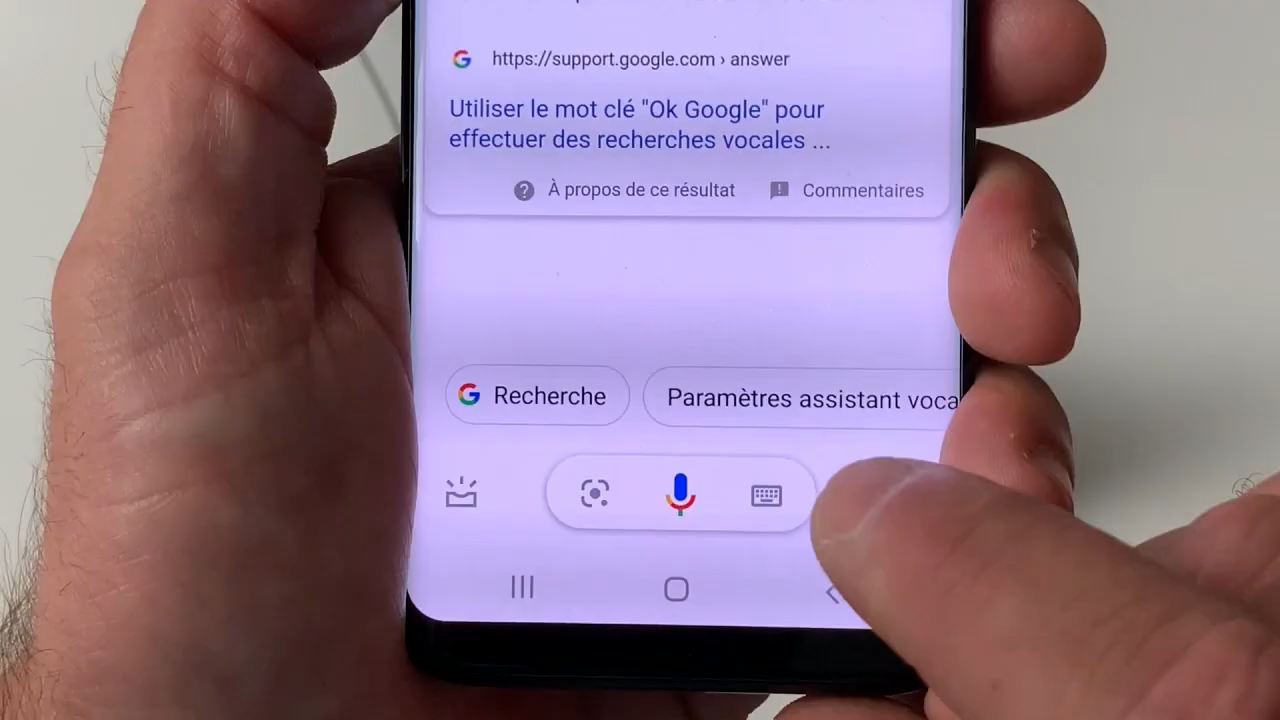 https://support.google.com › answer
Utiliser le mot clé "Ok Google" pour
effectuer des recherches vocales ...
À propos de ce résultat
Commentaires
Recherche
Paramètres assistant voca